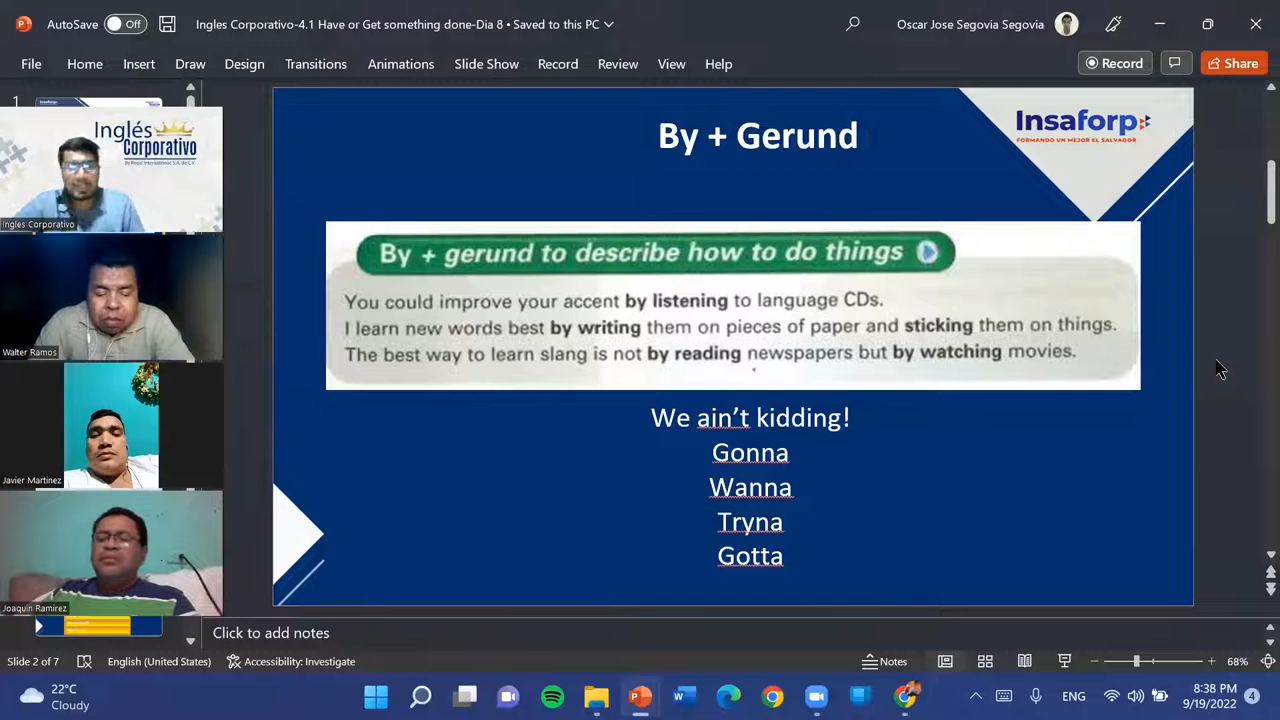 AutoSave Off
Ingles Corporativo-4.1 Have or Get something done-Dia 8 • Saved to this PC
Oscar Jose Segovia Segovia
File Home Insert Draw Design Transitions Animations Slide Show Record Review View Help
Record
Share
1
Inglés
Corporativo
Ingles Corporativo
Walter Ramos
Javier Martinez
Joaquin Ramirez
By + Gerund
Insaforp
FORMANDO UN MEJOR EL SALVADOR
By + gerund to describe how to do things
You could improve your accent by listening to language CDs.
I learn new words best by writing them on pieces of paper and sticking them on things.
The best way to learn slang is not by reading newspapers but by watching movies.
We ain't kidding!
Gonna
Wanna
Tryna
Gotta
Click to add notes
Slide 2 of 7
English (United States)
Accessibility: Investigate
Notes
68%
22°C
Cloudy
ENG
8:38 PM
9/19/2022
4